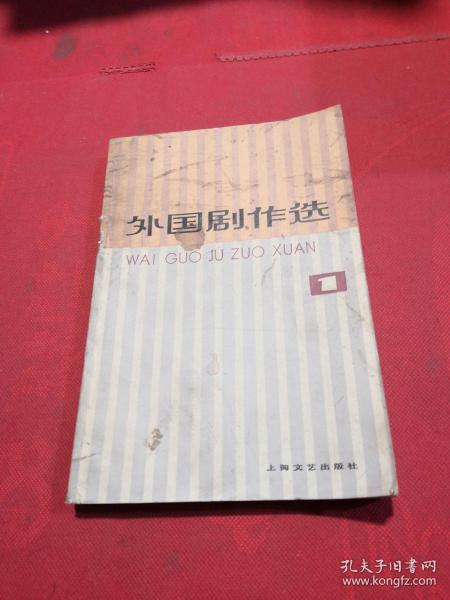 外国剧作选
WAI GUO JU ZUO XUAN
1
上海文艺出版社
孔夫子旧书网
www.kongfz.com